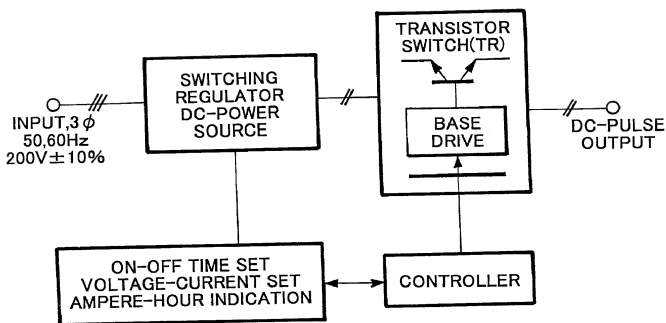 TRANSISTOR
SWITCH(TR)
SWITCHING
REGULATOR
DC-POWER
SOURCE
INPUT,3φ
50,60Hz
200V±10%
BASE
DRIVE
DC-PULSE
OUTPUT
ON-OFF TIME SET
VOLTAGE-CURRENT SET
AMPERE-HOUR INDICATION
CONTROLLER